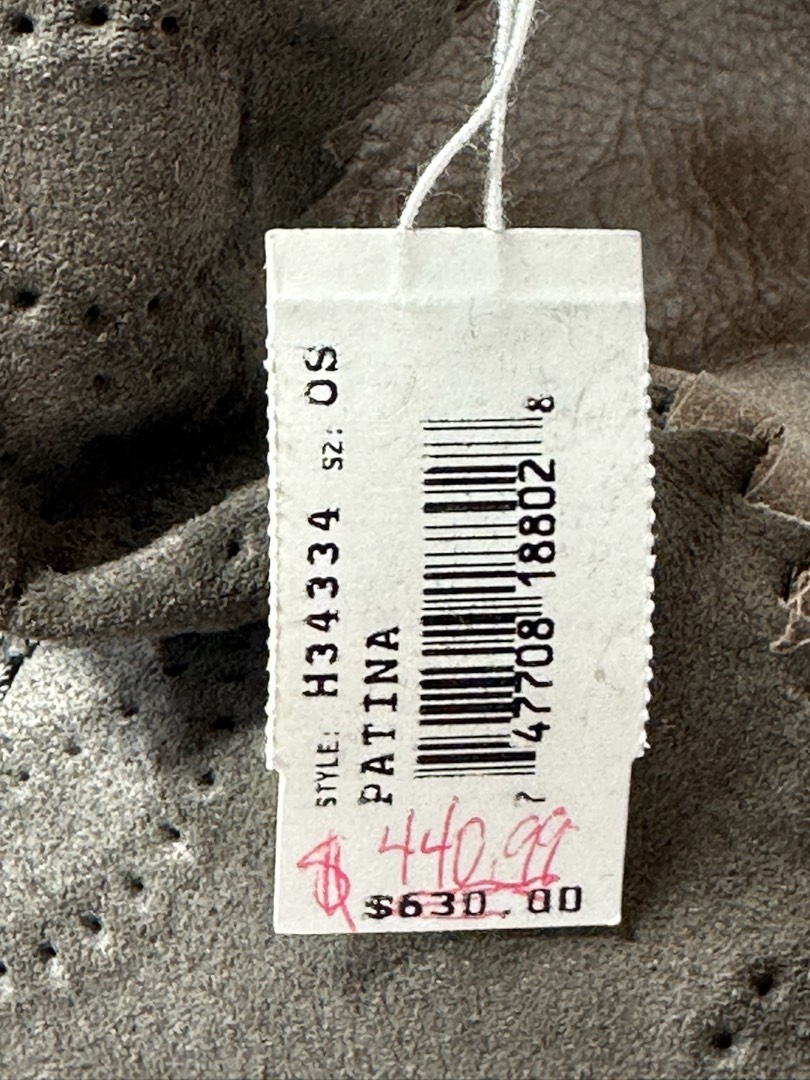 STYLE: H34334 SZ: OS
PATINA
7 47708 18802 8
$ 440.99
$630.00